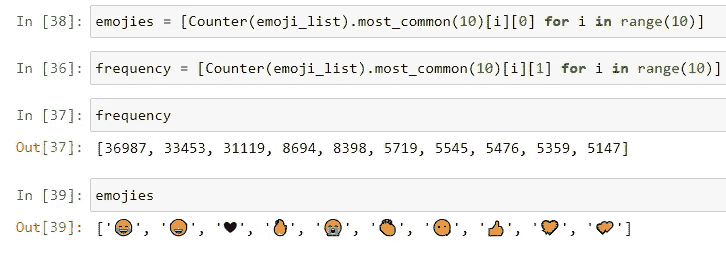 In [38]: emojies = [Counter(emoji_list).most_common(10)[i][0] for i in range(10)]
In [36]: frequency = [Counter(emoji_list).most_common(10)[i][1] for i in range(10)]
In [37]: frequency
Out[37]: [36987, 33453, 31119, 8694, 8398, 5719, 5545, 5476, 5359, 5147]
In [39]: emojies
Out[39]: ['😂', '😅', '🖤', '✋', '😭', '👏', '😶', '👍', '💛', '💕']